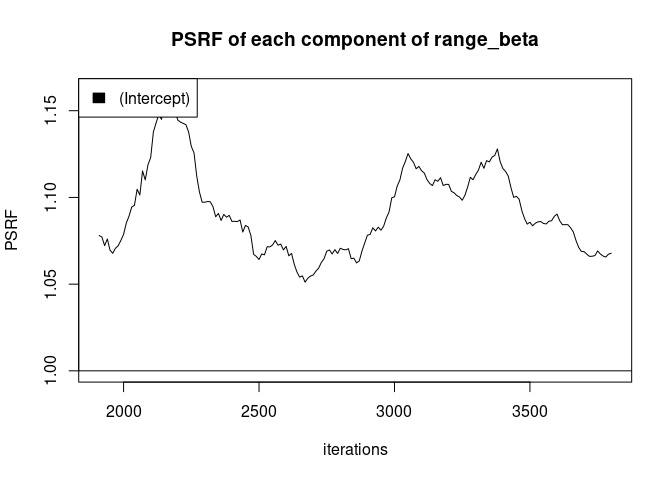 PSRF of each component of range_beta
(Intercept)
PSRF
1.15
1.10
1.05
1.00
2000 2500 3000 3500
iterations